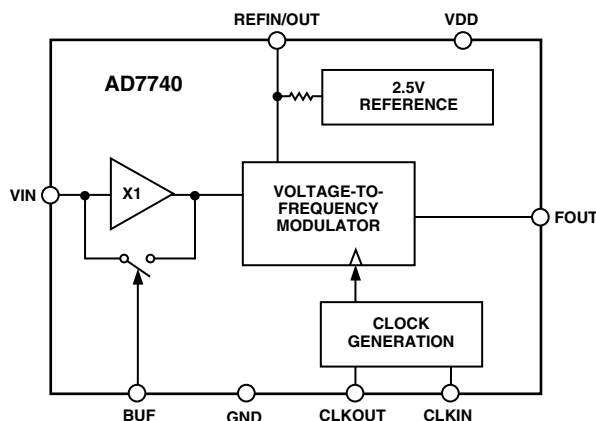 REFIN/OUT
VDD
AD7740
2.5V
REFERENCE
X1
VIN
VOLTAGE-TO-
FREQUENCY
MODULATOR
FOUT
CLOCK
GENERATION
BUF
GND
CLKOUT
CLKIN